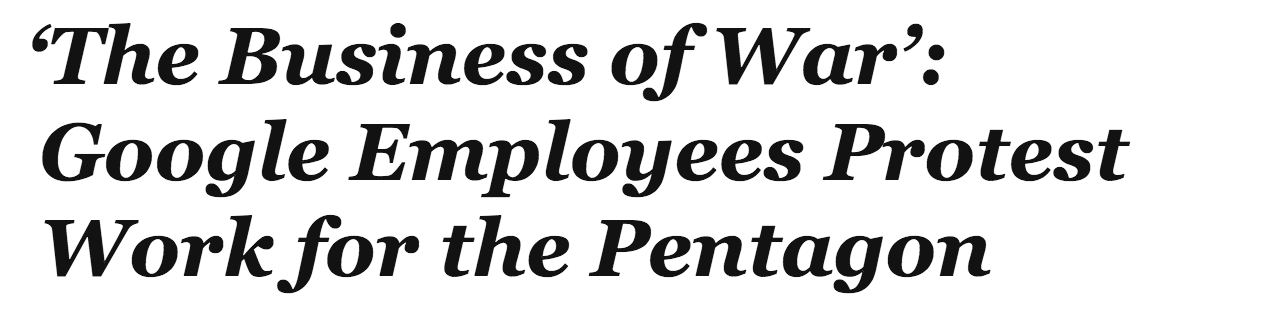 ‘The Business of War’:
Google Employees Protest
Work for the Pentagon